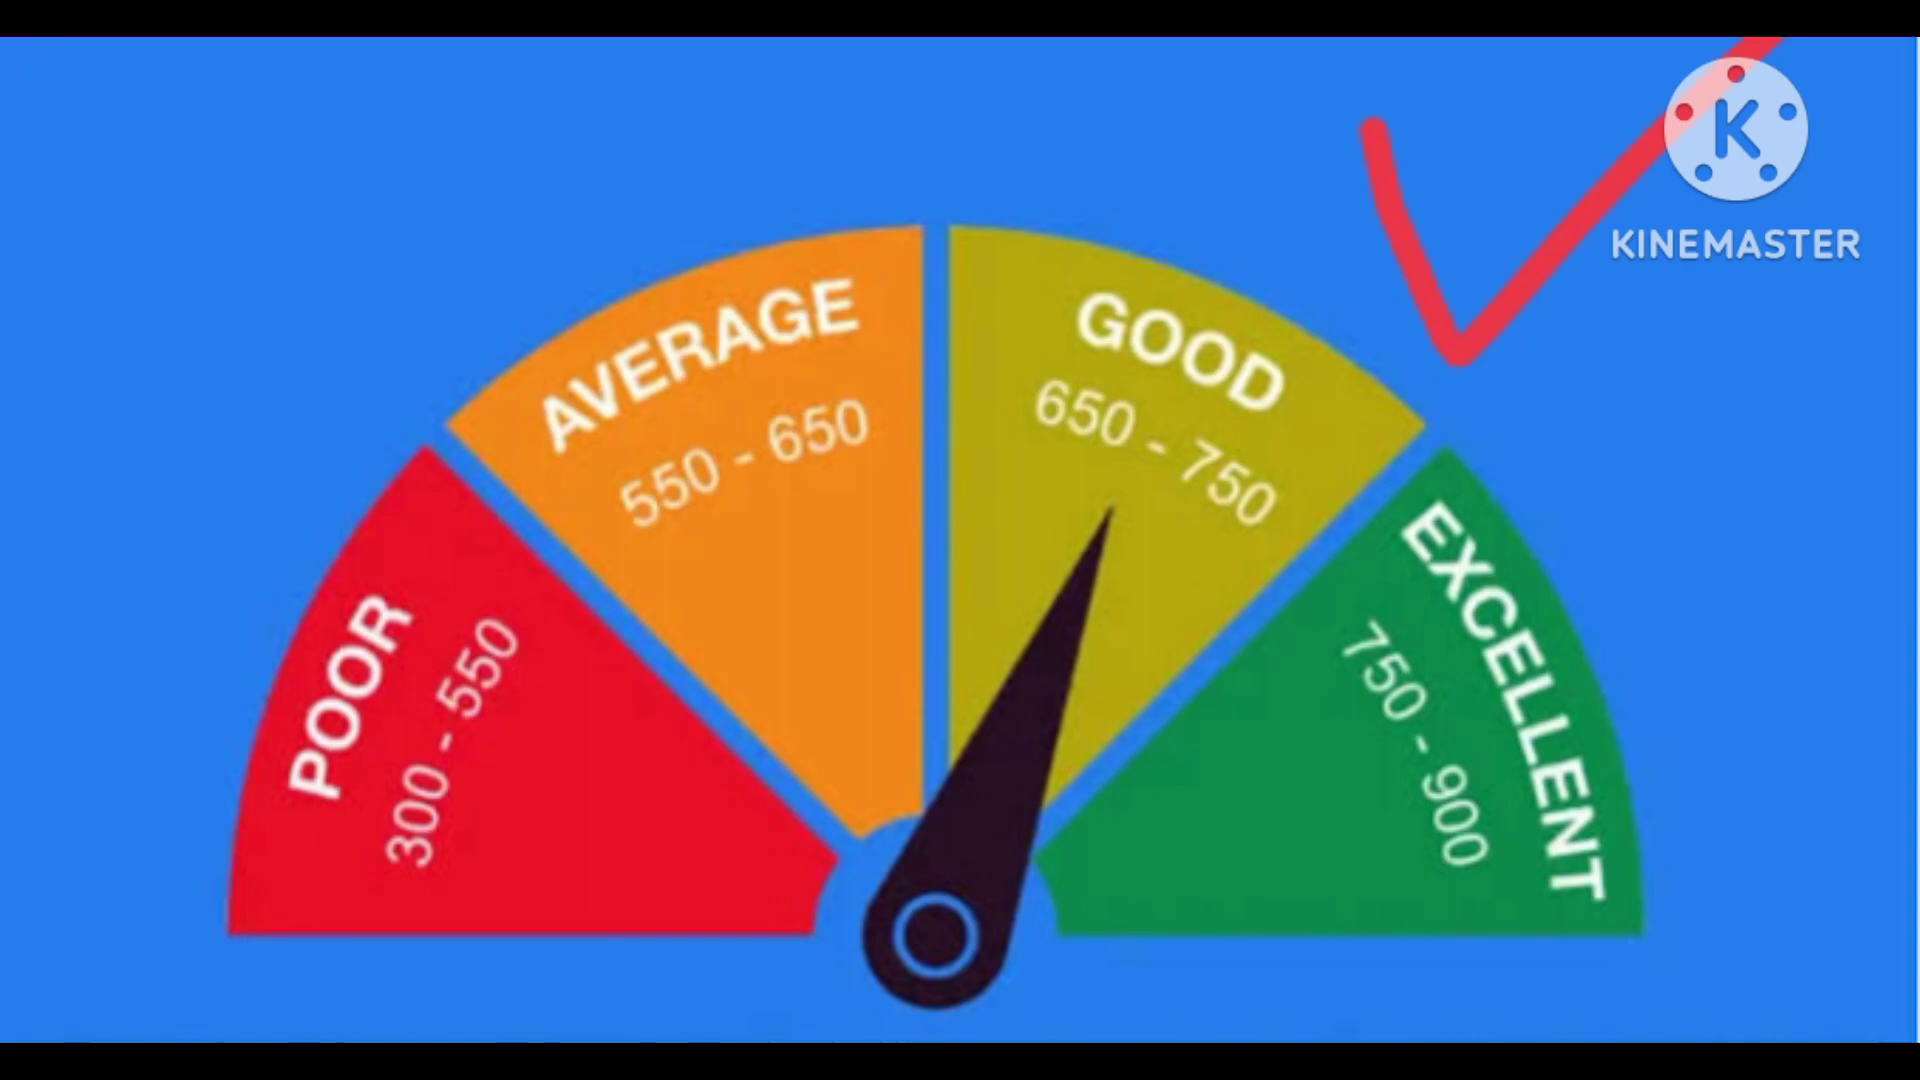 POOR
300 - 550
AVERAGE
550 - 650
GOOD
650 - 750
EXCELLENT
750 - 900
K
KINEMASTER